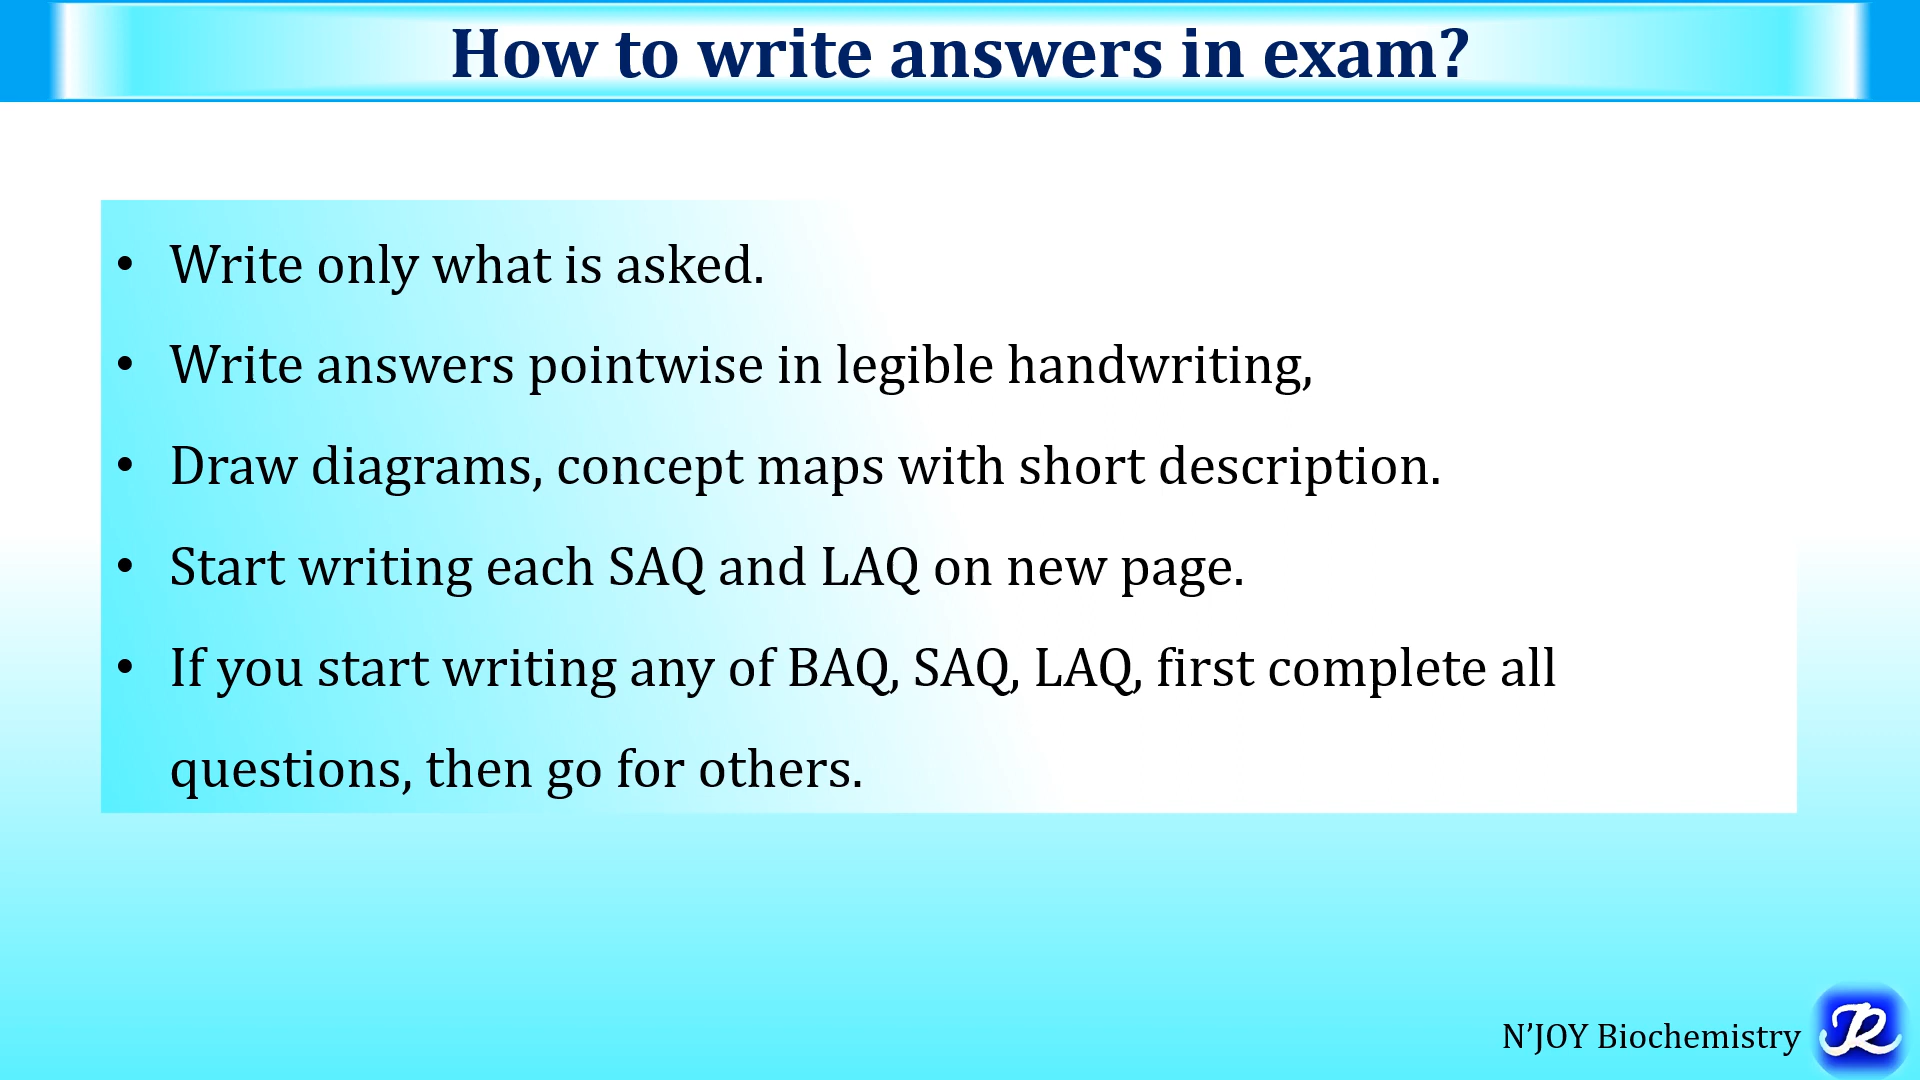 How to write answers in exam?
• Write only what is asked.
• Write answers pointwise in legible handwriting,
• Draw diagrams, concept maps with short description.
• Start writing each SAQ and LAQ on new page.
• If you start writing any of BAQ, SAQ, LAQ, first complete all
questions, then go for others.
N’JOY Biochemistry
JR